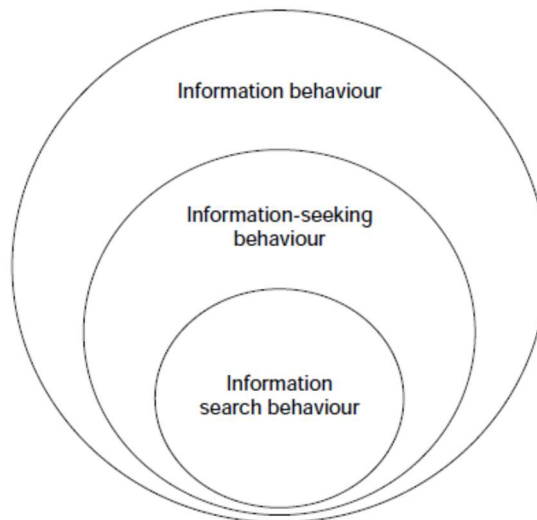 Information behaviour
Information-seeking
behaviour
Information
search behaviour